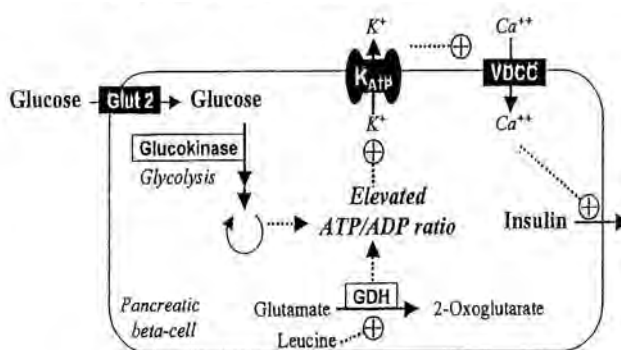 K⁺ Ca⁺⁺
K_ATP VDCC
Glucose Glut 2 Glucose
K⁺ Ca⁺⁺
Glucokinase
Glycolysis
Elevated
ATP/ADP ratio
Insulin
GDH
Glutamate 2-Oxoglutarate
Pancreatic
beta-cell
Leucine